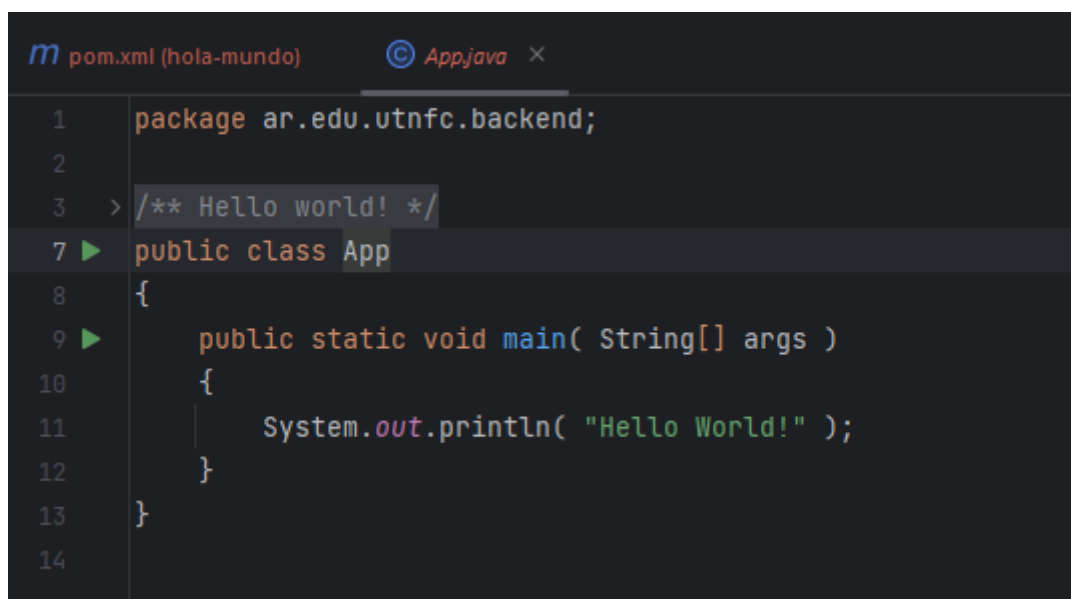 m pom.xml (hola-mundo) © App.java ×
1 package ar.edu.utnfc.backend;
2
3 > /** Hello world! */
7 public class App
8 {
9 public static void main( String[] args )
10 {
11 System.out.println( "Hello World!" );
12 }
13 }
14